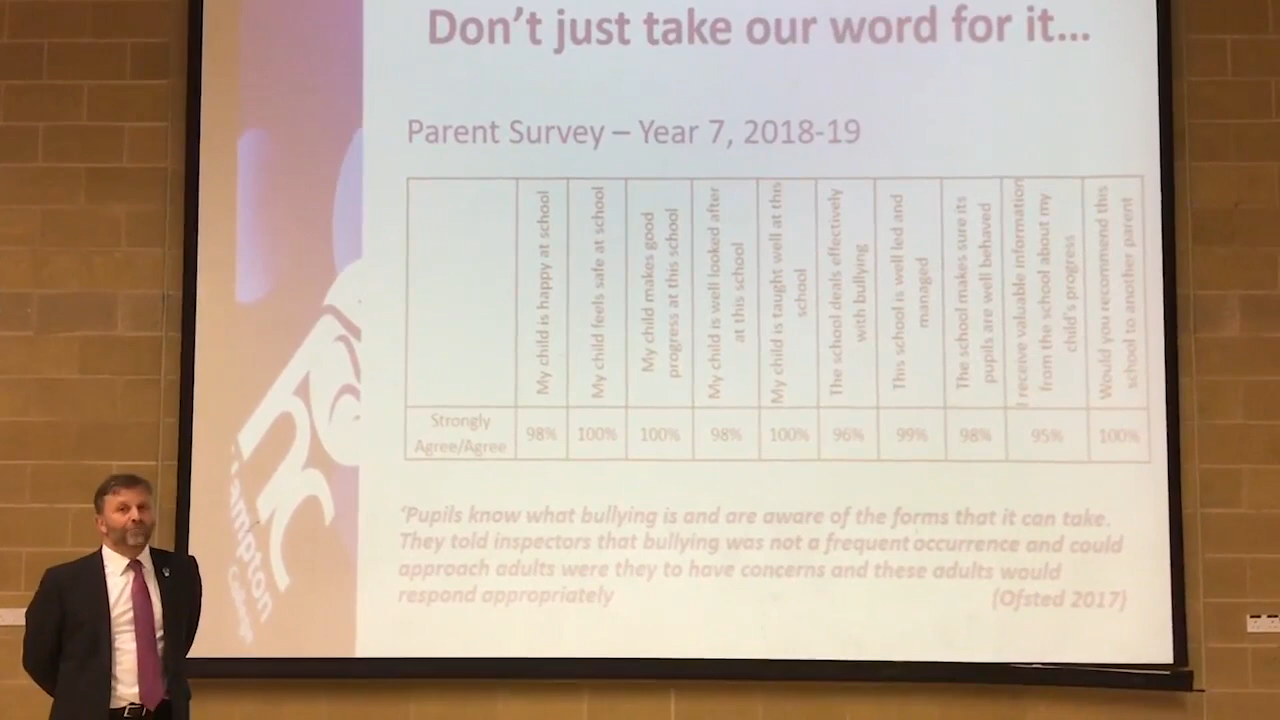 Don't just take our word for it...
Parent Survey – Year 7, 2018-19
My child is happy at school
My child feels safe at school
My child makes good
progress at this school
My child is well looked after
at this school
My child is taught well at this
school
The school deals effectively
with bullying
This school is well led and
managed
The school makes sure its
pupils are well behaved
I receive valuable information
from the school about my
child's progress
Would you recommend this
school to another parent
Strongly
Agree/Agree
98% 100% 100% 98% 100% 96% 99% 98% 95% 100%
'Pupils know what bullying is and are aware of the forms that it can take.
They told inspectors that bullying was not a frequent occurrence and could
approach adults were they to have concerns and these adults would
respond appropriately (Ofsted 2017)
Hampton
College